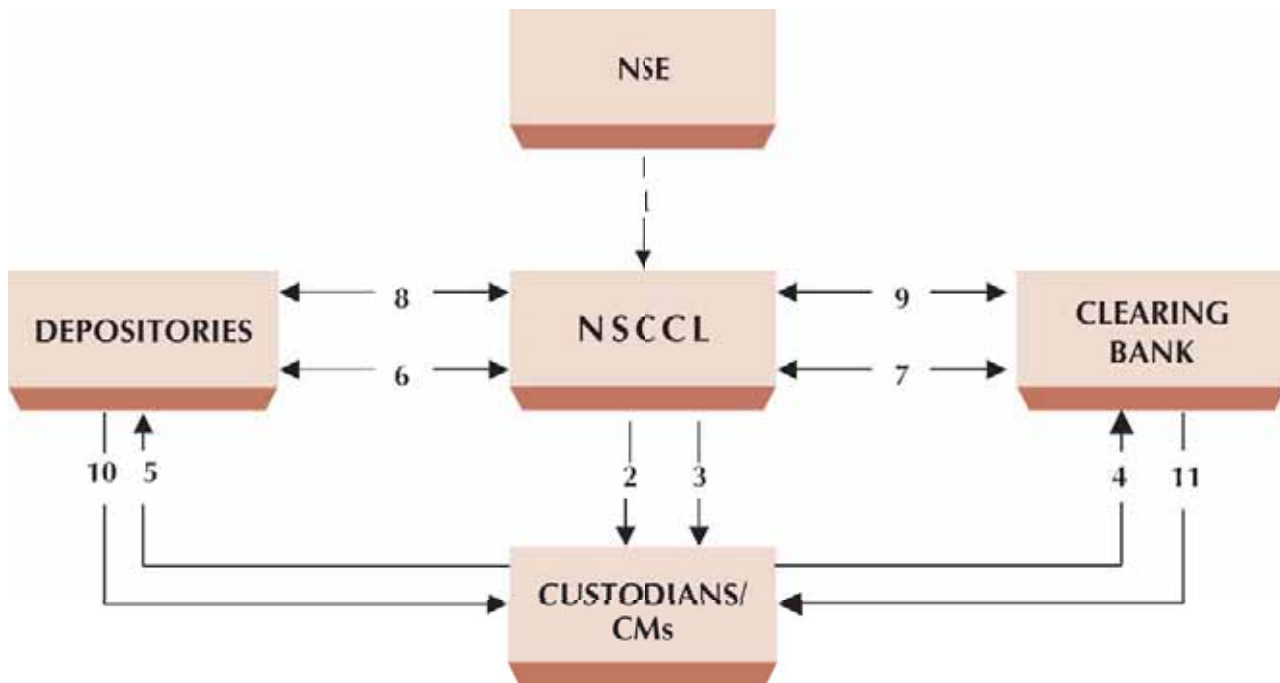 NSE
1
8
9
DEPOSITORIES
NSCCL
CLEARING
BANK
6
7
10
5
2
3
4
11
CUSTODIANS/
CMs